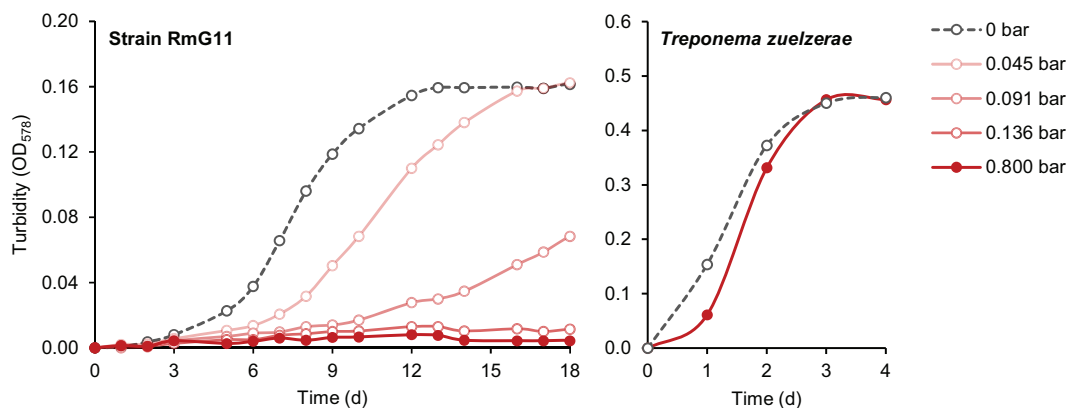 Strain RmG11
Turbidity (OD578)
0.20
0.16
0.12
0.08
0.04
0.00
0 3 6 9 12 15 18
Time (d)
Treponema zuelzerae
0.6
0.5
0.4
0.3
0.2
0.1
0.0
0 1 2 3 4
Time (d)
0 bar
0.045 bar
0.091 bar
0.136 bar
0.800 bar